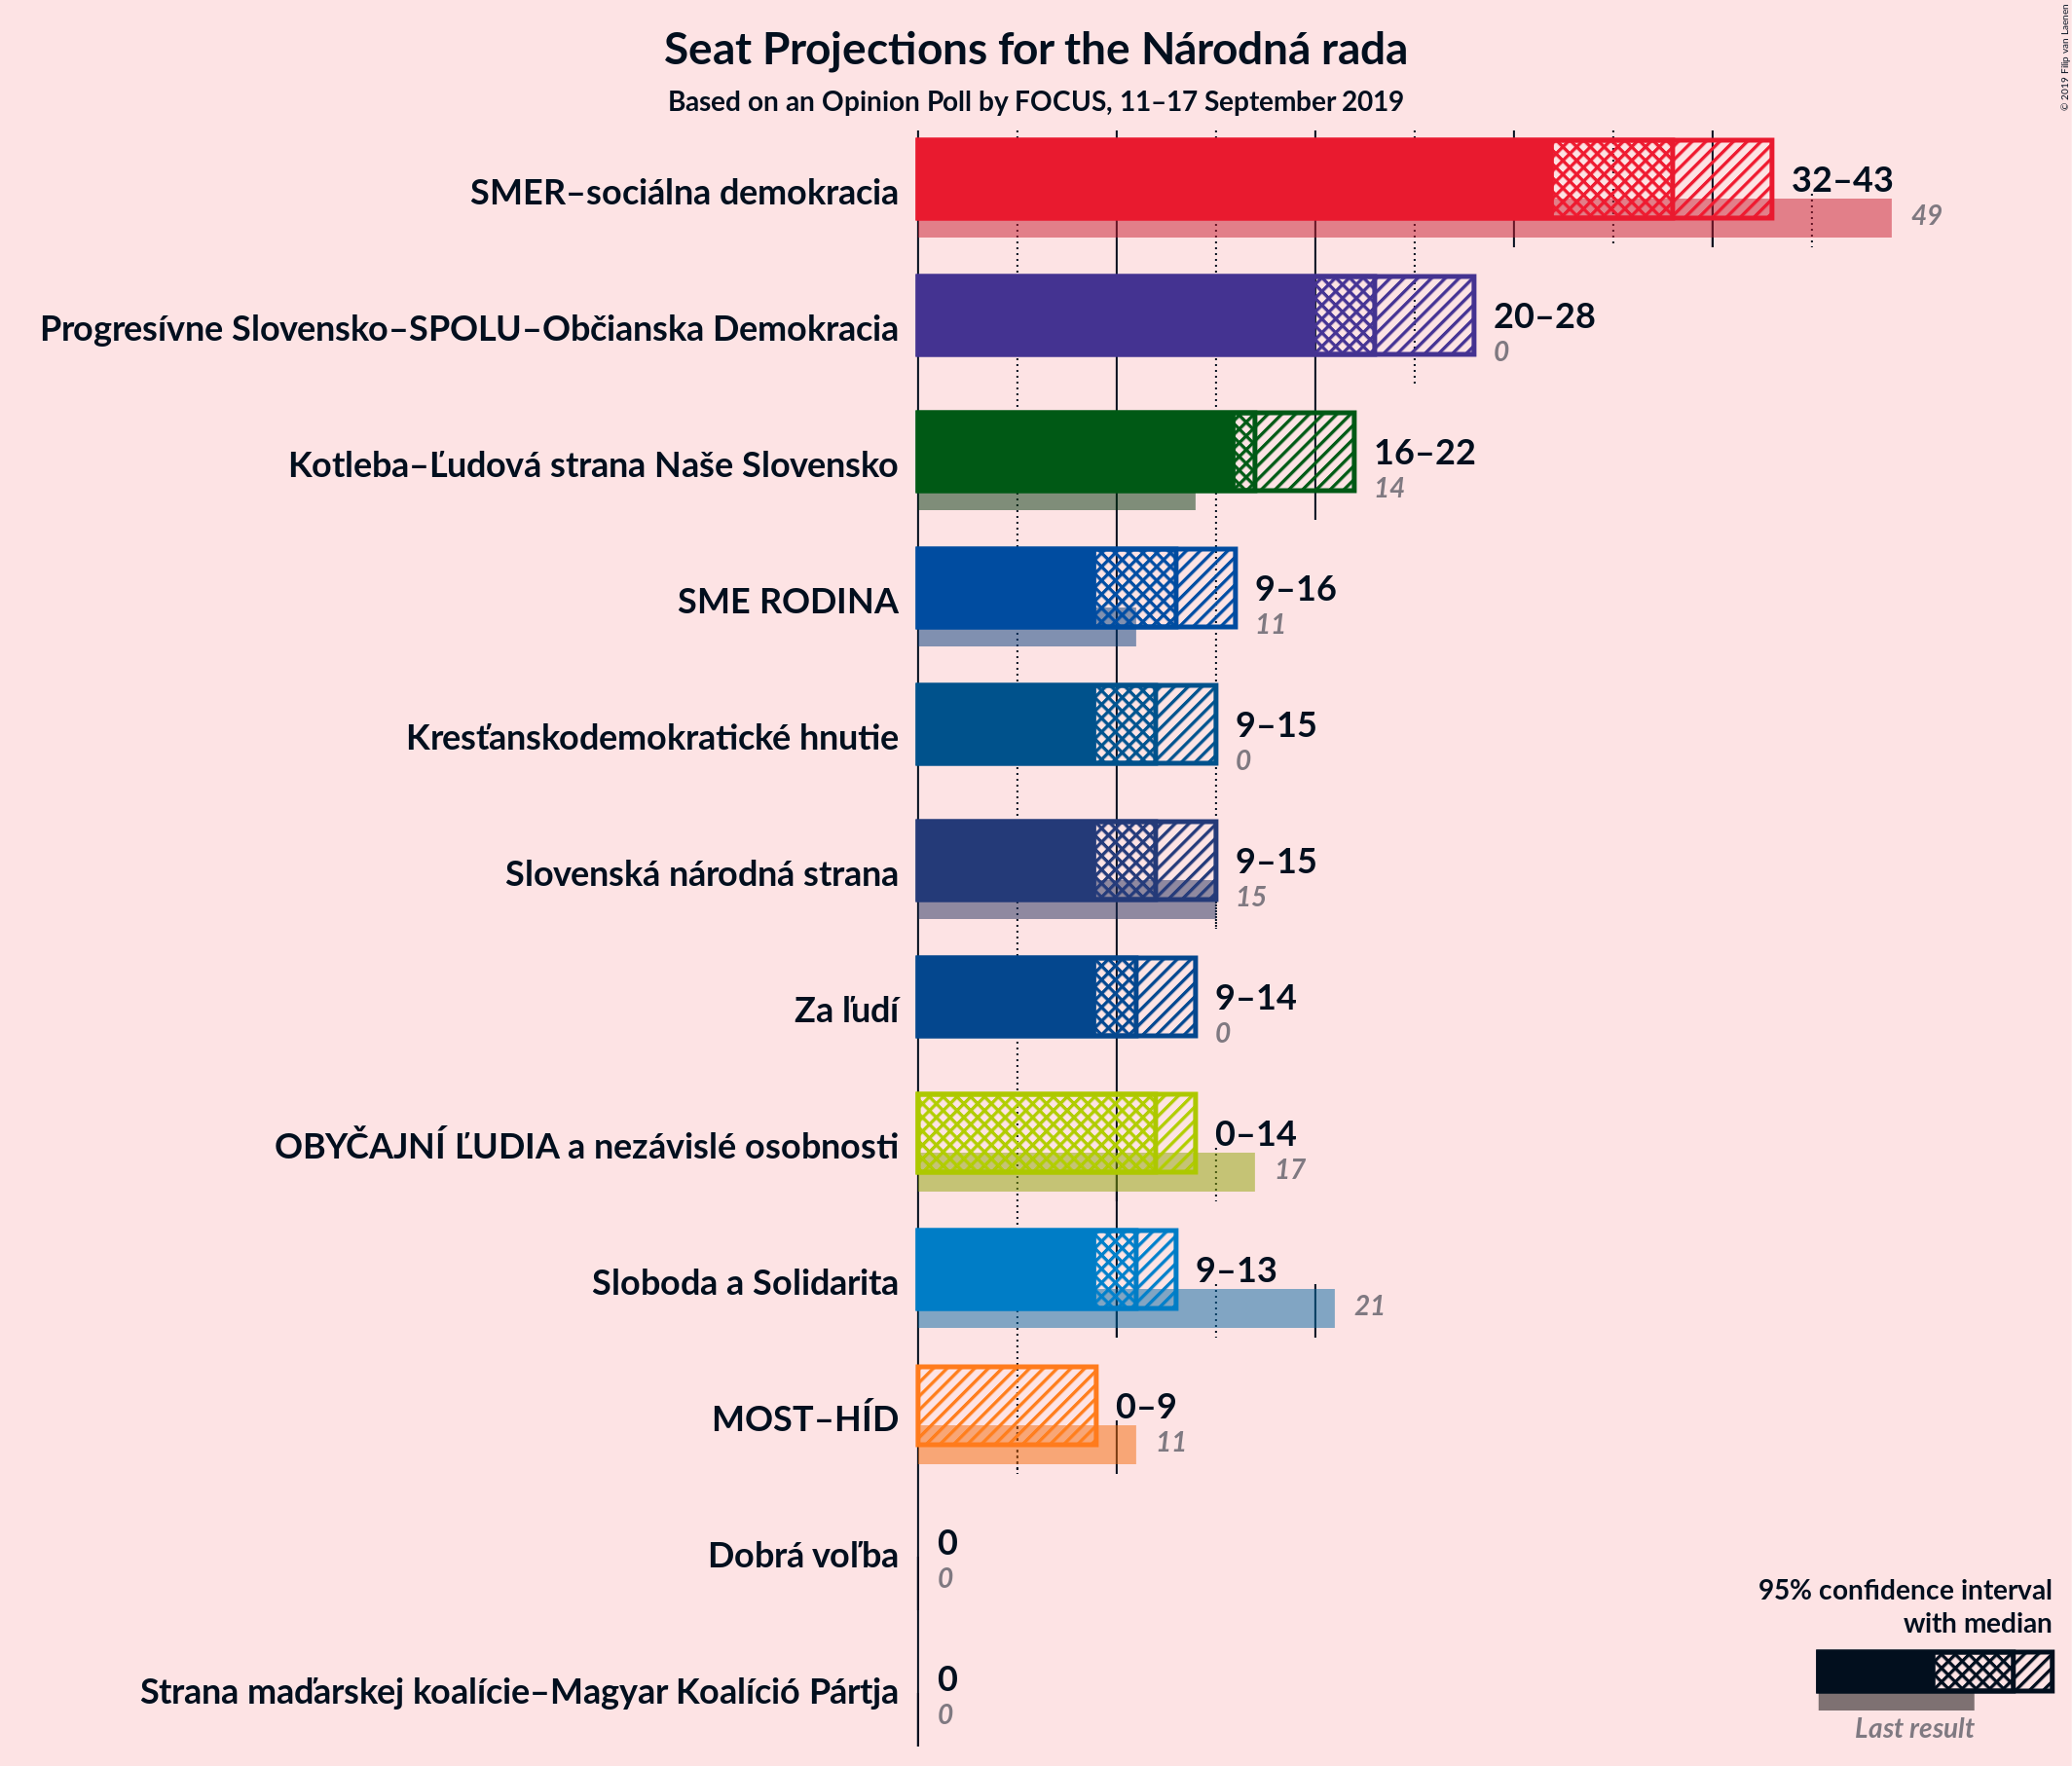 Seat Projections for the Národná rada
Based on an Opinion Poll by FOCUS, 11–17 September 2019
© 2019 Filip van Laenen
SMER–sociálna demokracia
32–43
49
Progresívne Slovensko–SPOLU–Občianska Demokracia
20–28
0
Kotleba–Ľudová strana Naše Slovensko
16–22
14
SME RODINA
9–16
11
Kresťanskodemokratické hnutie
9–15
0
Slovenská národná strana
9–15
15
Za ľudí
9–14
0
OBYČAJNÍ ĽUDIA a nezávislé osobnosti
0–14
17
Sloboda a Solidarita
9–13
21
MOST–HÍD
0–9
11
Dobrá voľba
0
0
Strana maďarskej koalície–Magyar Koalíció Pártja
0
0
95% confidence interval
with median
Last result